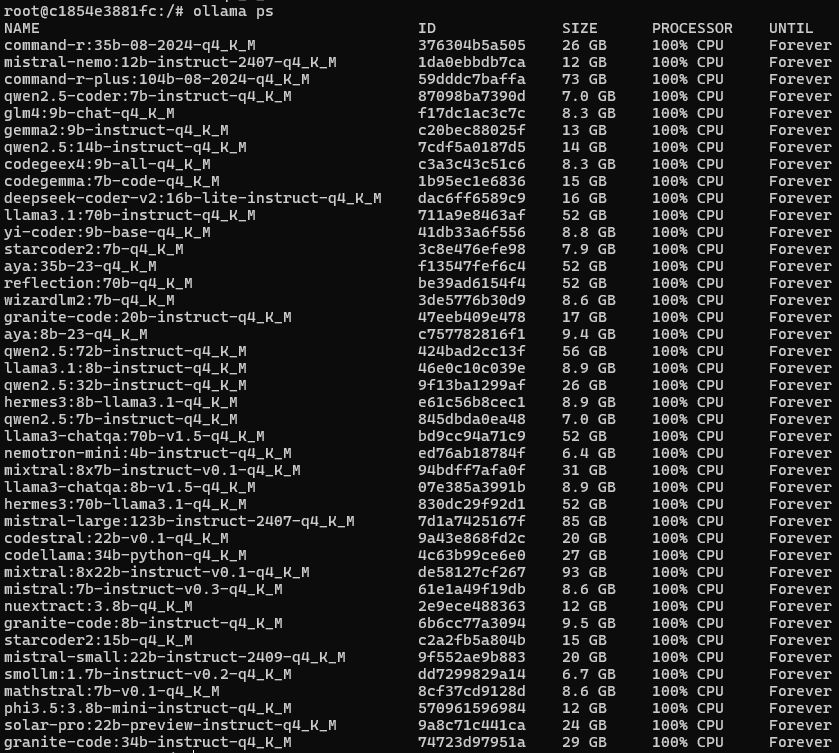 root@c1854e3881fc:/# ollama ps
NAME ID SIZE PROCESSOR UNTIL
command-r:35b-08-2024-q4_K_M 376304b5a505 26 GB 100% CPU Forever
mistral-nemo:12b-instruct-2407-q4_K_M 1da0ebbdb7ca 12 GB 100% CPU Forever
command-r-plus:104b-08-2024-q4_K_M 59dddc7baffa 73 GB 100% CPU Forever
qwen2.5-coder:7b-instruct-q4_K_M 87098ba7390d 7.0 GB 100% CPU Forever
glm4:9b-chat-q4_K_M f17dc1ac3c7c 8.3 GB 100% CPU Forever
gemma2:9b-instruct-q4_K_M c20bec88025f 13 GB 100% CPU Forever
qwen2.5:14b-instruct-q4_K_M 7cdf5a0187d5 14 GB 100% CPU Forever
codegeex4:9b-all-q4_K_M c3a3c43c51c6 8.3 GB 100% CPU Forever
codegemma:7b-code-q4_K_M 1b95ec1e6836 15 GB 100% CPU Forever
deepseek-coder-v2:16b-lite-instruct-q4_K_M dac6ff6589c9 16 GB 100% CPU Forever
llama3.1:70b-instruct-q4_K_M 711a9e8463af 52 GB 100% CPU Forever
yi-coder:9b-base-q4_K_M 41db33a6f556 8.8 GB 100% CPU Forever
starcoder2:7b-q4_K_M 3c8e476efe98 7.9 GB 100% CPU Forever
aya:35b-23-q4_K_M f13547fef6c4 52 GB 100% CPU Forever
reflection:70b-q4_K_M be39ad6154f4 52 GB 100% CPU Forever
wizardlm2:7b-q4_K_M 3de5776b30d9 8.6 GB 100% CPU Forever
granite-code:20b-instruct-q4_K_M 47eeb409e478 17 GB 100% CPU Forever
aya:8b-23-q4_K_M c757782816f1 9.4 GB 100% CPU Forever
qwen2.5:72b-instruct-q4_K_M 424bad2cc13f 56 GB 100% CPU Forever
llama3.1:8b-instruct-q4_K_M 46e0c10c039e 8.9 GB 100% CPU Forever
qwen2.5:32b-instruct-q4_K_M 9f13ba1299af 26 GB 100% CPU Forever
hermes3:8b-llama3.1-q4_K_M e61c56b8cec1 8.9 GB 100% CPU Forever
qwen2.5:7b-instruct-q4_K_M 845dbda0ea48 7.0 GB 100% CPU Forever
llama3-chatqa:70b-v1.5-q4_K_M bd9cc94a71c9 52 GB 100% CPU Forever
nemotron-mini:4b-instruct-q4_K_M ed76ab18784f 6.4 GB 100% CPU Forever
mixtral:8x7b-instruct-v0.1-q4_K_M 94bdff7afa0f 31 GB 100% CPU Forever
llama3-chatqa:8b-v1.5-q4_K_M 07e385a3991b 8.9 GB 100% CPU Forever
hermes3:70b-llama3.1-q4_K_M 830dc29f92d1 52 GB 100% CPU Forever
mistral-large:123b-instruct-2407-q4_K_M 7d1a7425167f 85 GB 100% CPU Forever
codestral:22b-v0.1-q4_K_M 9a43e868fd2c 20 GB 100% CPU Forever
codellama:34b-python-q4_K_M 4c63b99ce6e0 27 GB 100% CPU Forever
mixtral:8x22b-instruct-v0.1-q4_K_M de58127cf267 93 GB 100% CPU Forever
mistral:7b-instruct-v0.3-q4_K_M 61e1a49f19db 8.6 GB 100% CPU Forever
nuextract:3.8b-q4_K_M 2e9ece488363 12 GB 100% CPU Forever
granite-code:8b-instruct-q4_K_M 6b6cc77a3094 9.5 GB 100% CPU Forever
starcoder2:15b-q4_K_M c2a2fb5a804b 15 GB 100% CPU Forever
mistral-small:22b-instruct-2409-q4_K_M 9f552ae9b883 20 GB 100% CPU Forever
smollm:1.7b-instruct-v0.2-q4_K_M dd7299829a14 6.7 GB 100% CPU Forever
mathstral:7b-v0.1-q4_K_M 8cf37cd9128d 8.6 GB 100% CPU Forever
phi3.5:3.8b-mini-instruct-q4_K_M 570961596984 12 GB 100% CPU Forever
solar-pro:22b-preview-instruct-q4_K_M 9a8c71c441ca 24 GB 100% CPU Forever
granite-code:34b-instruct-q4_K_M 74723d97951a 29 GB 100% CPU Forever